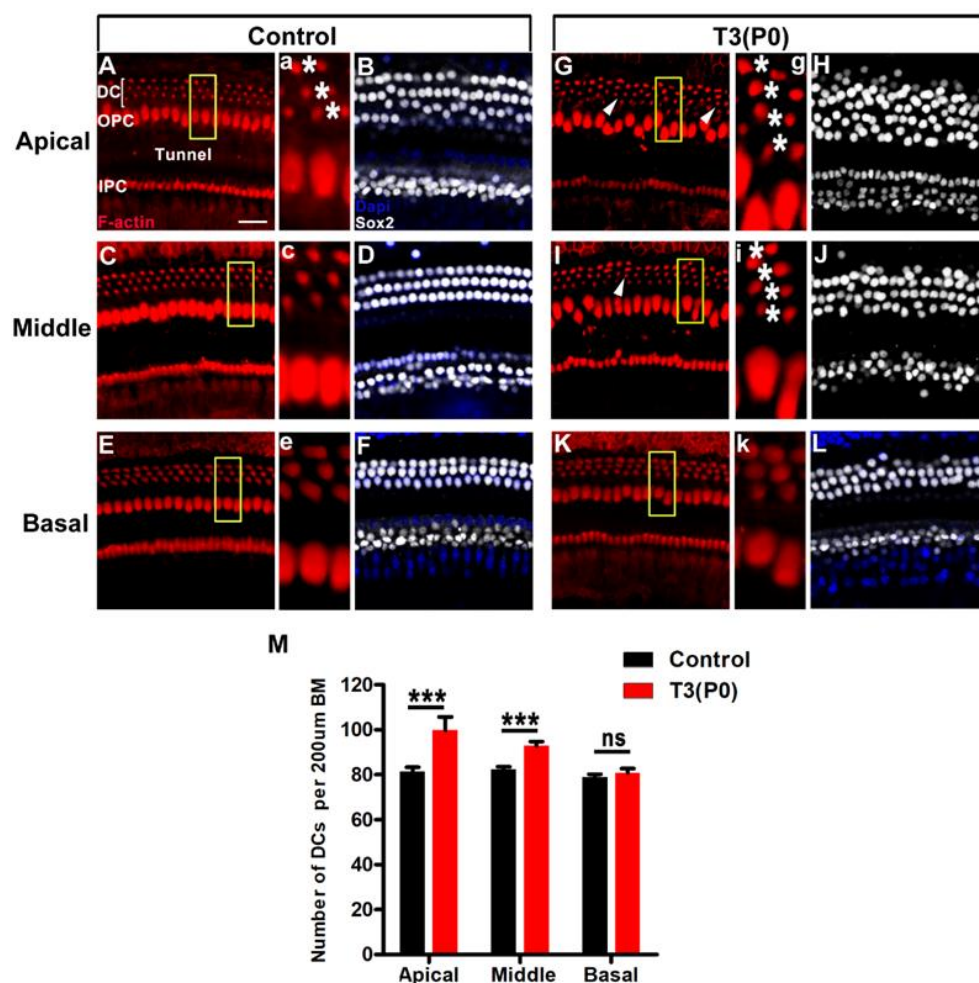 Control
T3(P0)
Apical
A
DC
OPC
Tunnel
IPC
F-actin
a
*
*
*
B
Dapi
Sox2
G
g
*
*
*
*
H
Middle
C
c
D
I
i
*
*
*
*
J
Basal
E
e
F
K
k
L
M
Control
T3(P0)
Number of DCs per 200um BM
120
100
80
60
40
20
0
***
***
ns
Apical
Middle
Basal